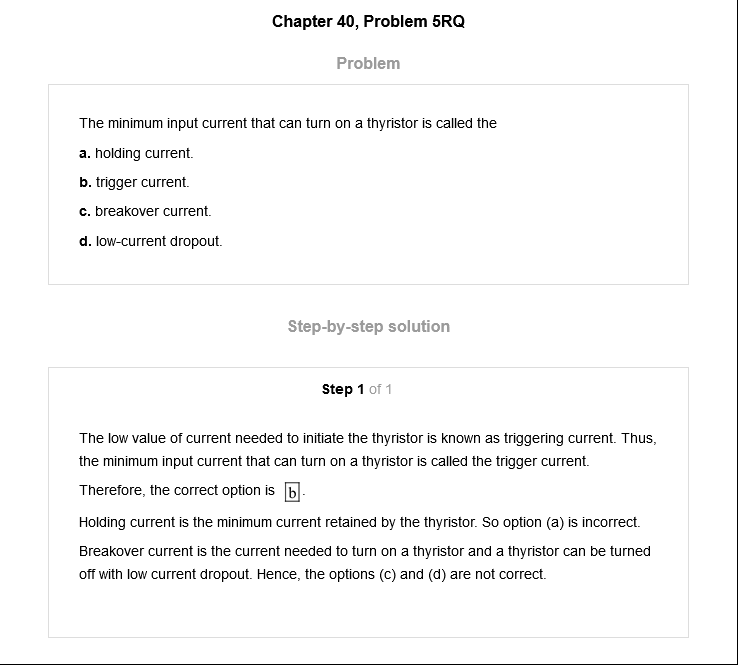 Chapter 40, Problem 5RQ
Problem
The minimum input current that can turn on a thyristor is called the
a. holding current.
b. trigger current.
c. breakover current.
d. low-current dropout.
Step-by-step solution
Step 1 of 1
The low value of current needed to initiate the thyristor is known as triggering current. Thus,
the minimum input current that can turn on a thyristor is called the trigger current.
Therefore, the correct option is b.
Holding current is the minimum current retained by the thyristor. So option (a) is incorrect.
Breakover current is the current needed to turn on a thyristor and a thyristor can be turned
off with low current dropout. Hence, the options (c) and (d) are not correct.